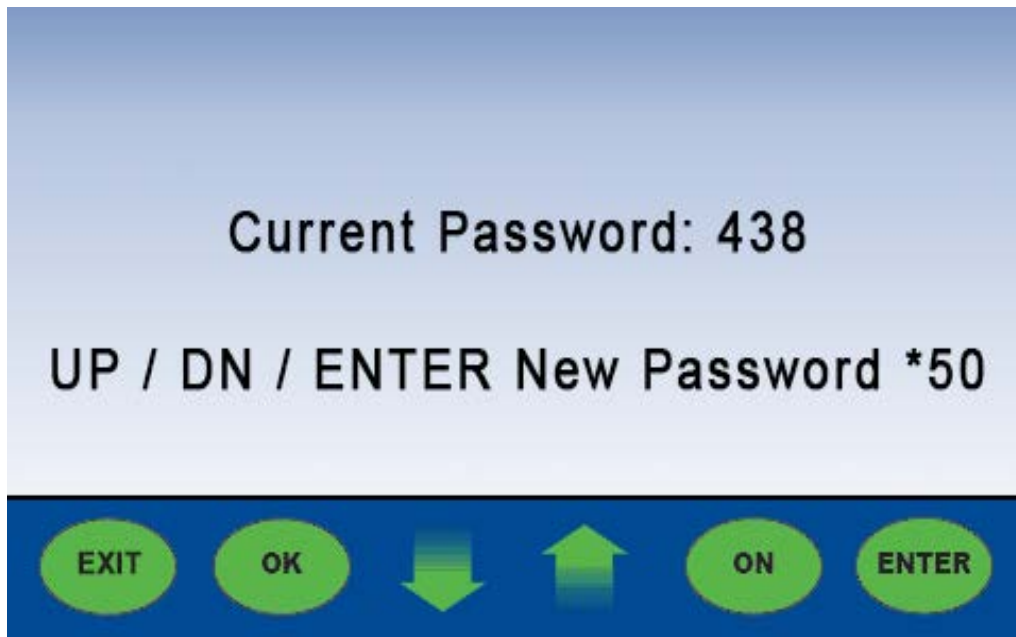 Current Password: 438
UP / DN / ENTER New Password *50
EXIT OK ON ENTER